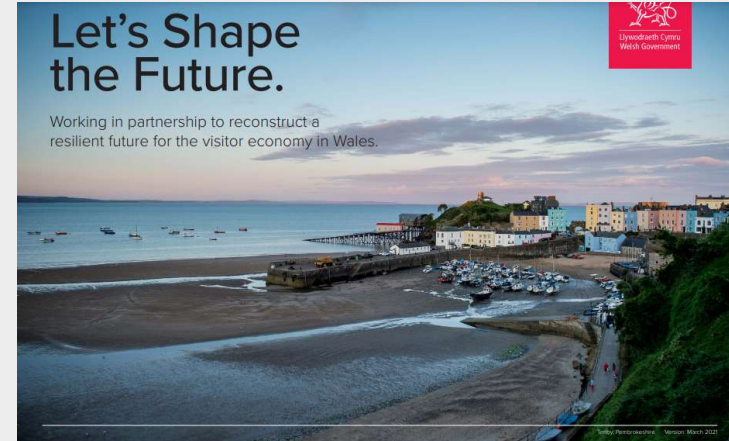 Let's Shape
the Future.
Llywodraeth Cymru
Welsh Government
Working in partnership to reconstruct a
resilient future for the visitor economy in Wales.
Tenby, Pembrokeshire Version: March 2021